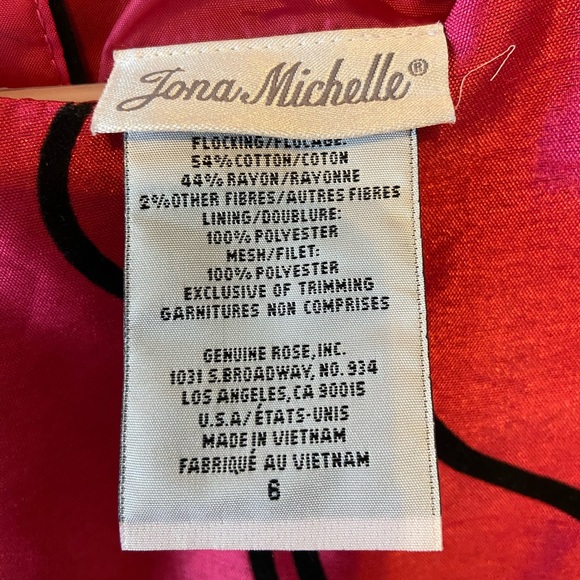 Jona Michelle®
FLOCKING/FLOCAGE:
54% COTTON/COTON
44% RAYON/RAYONNE
2% OTHER FIBRES/AUTRES FIBRES
LINING/DOUBLURE:
100% POLYESTER
MESH/FILET:
100% POLYESTER
EXCLUSIVE OF TRIMMING
GARNITURES NON COMPRISES
GENUINE ROSE, INC.
1031 S.BROADWAY, NO. 934
LOS ANGELES, CA 90015
U.S.A/ÉTATS-UNIS
MADE IN VIETNAM
FABRIQUÉ AU VIETNAM
6